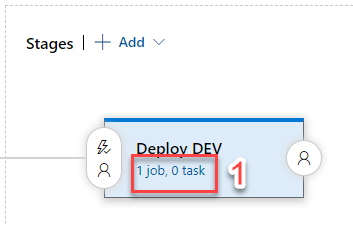 Stages | + Add
Deploy DEV
1 job, 0 task
1